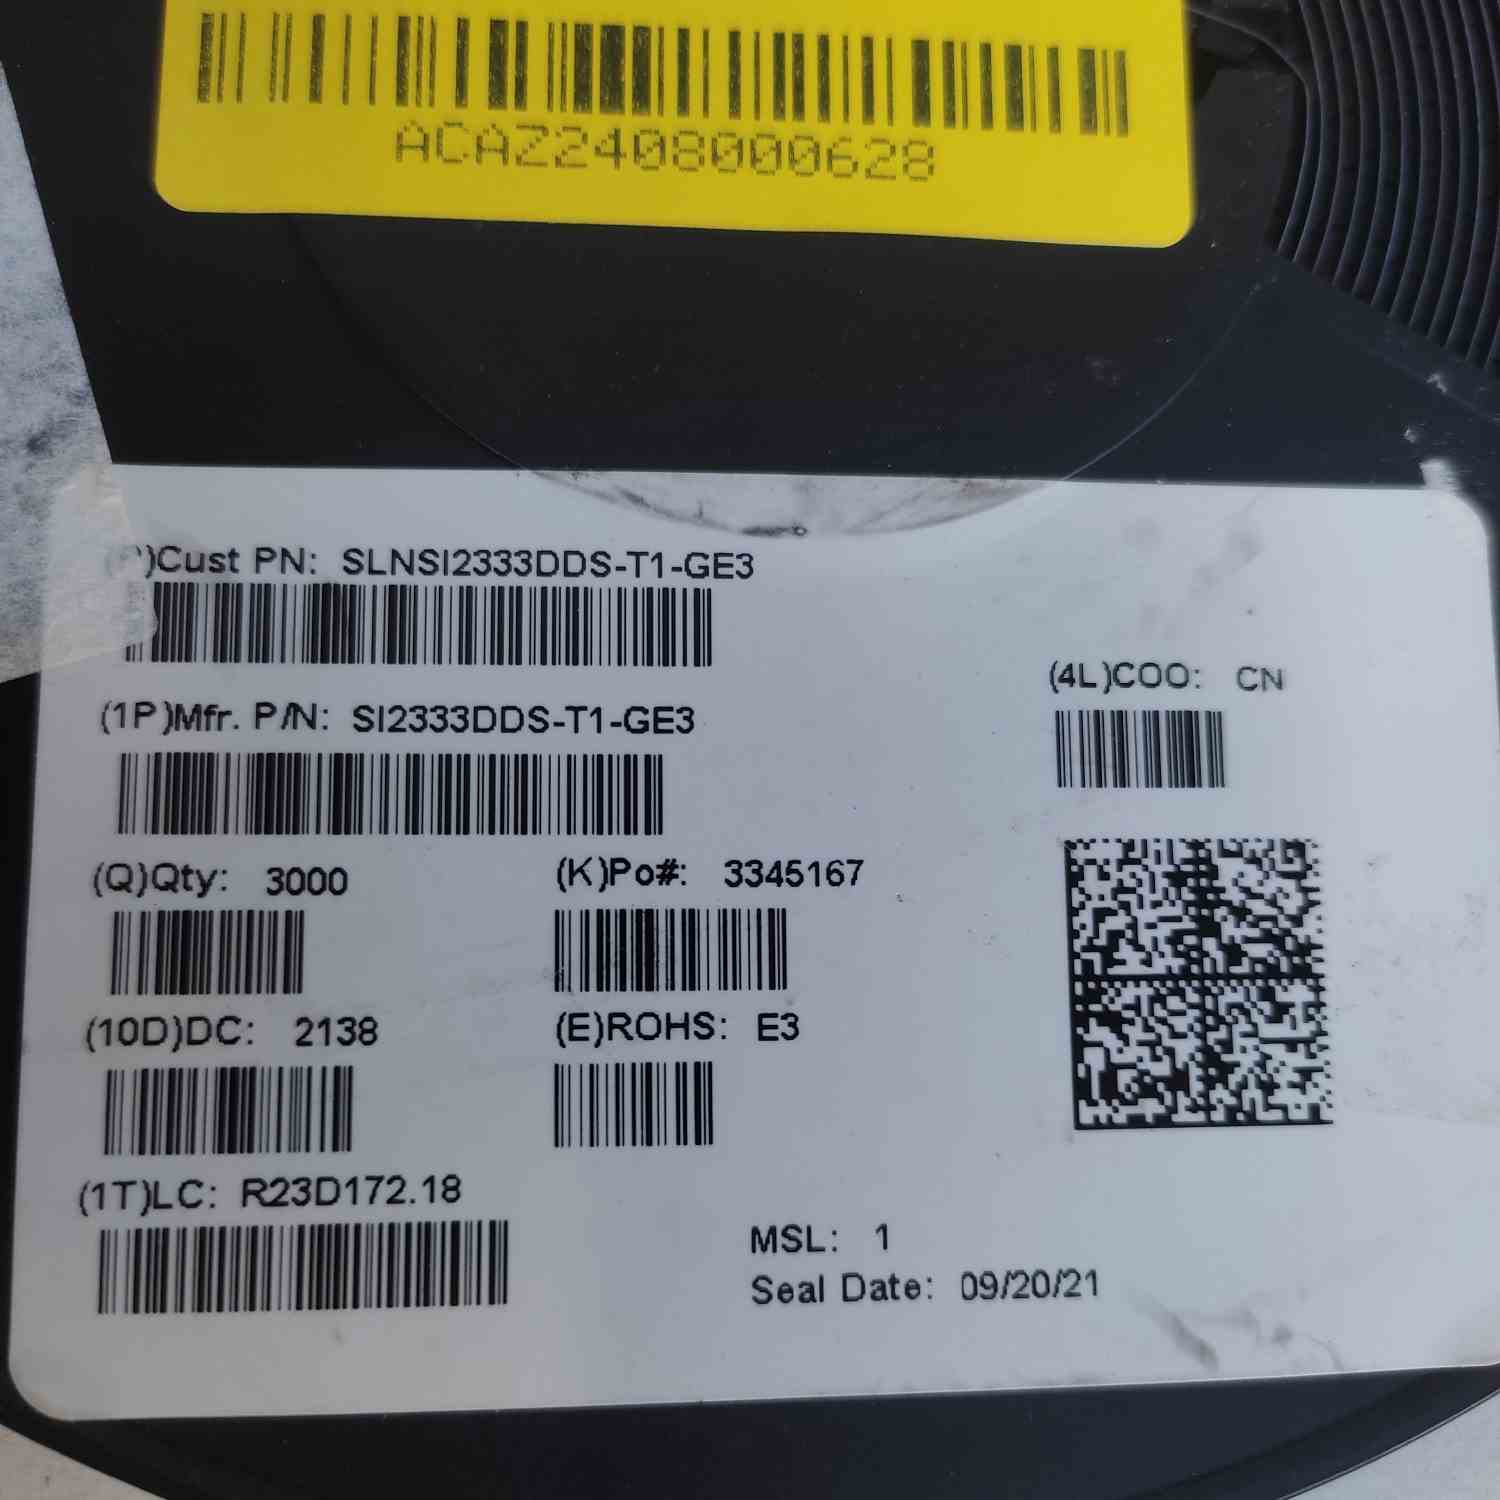 ACAZ2408000628
)Cust PN: SLNSI2333DDS-T1-GE3
(4L)COO: CN
(1P)Mfr. P/N: SI2333DDS-T1-GE3
(Q)Qty: 3000
(K)Po#: 3345167
(10D)DC: 2138
(E)ROHS: E3
(1T)LC: R23D172.18
MSL: 1
Seal Date: 09/20/21